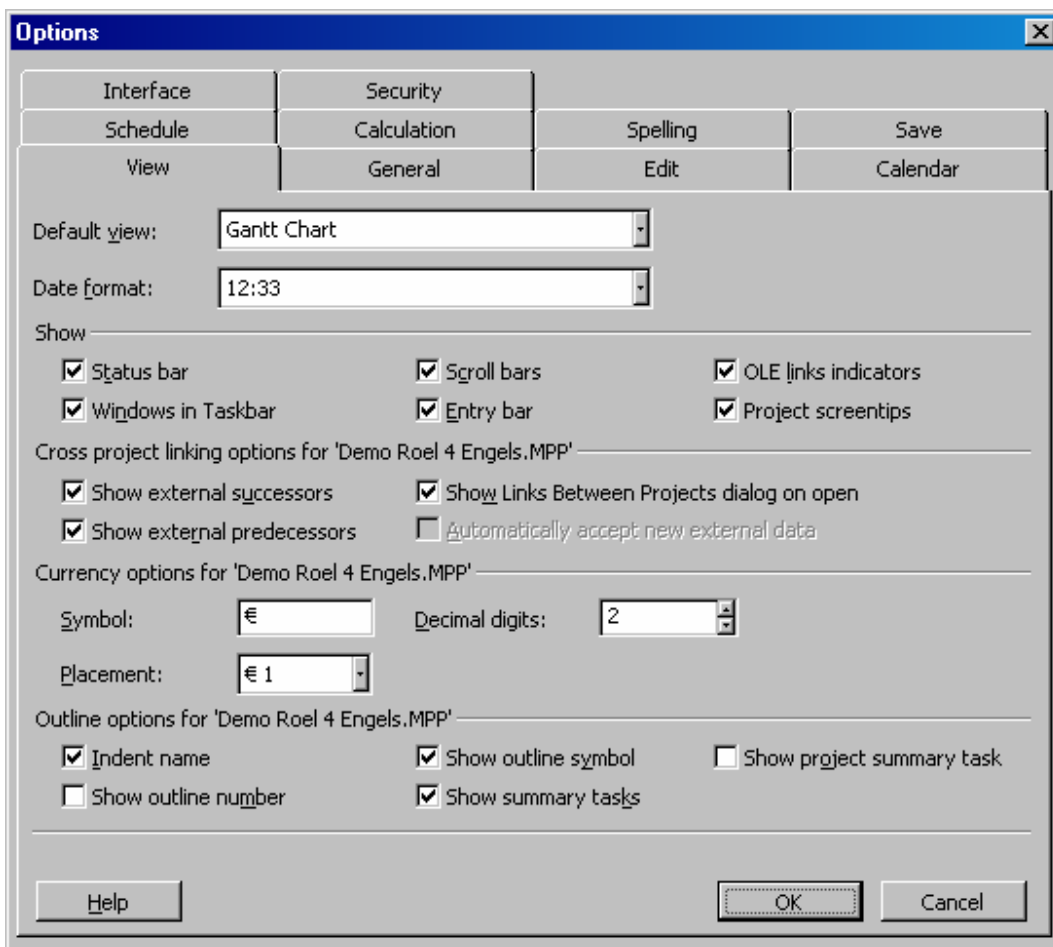 Options
Interface Security
Schedule Calculation Spelling Save
View General Edit Calendar
Default view: Gantt Chart
Date format: 12:33
Show
Status bar Scroll bars OLE links indicators
Windows in Taskbar Entry bar Project screentips
Cross project linking options for 'Demo Roel 4 Engels.MPP'
Show external successors Show Links Between Projects dialog on open
Show external predecessors Automatically accept new external data
Currency options for 'Demo Roel 4 Engels.MPP'
Symbol: € Decimal digits: 2
Placement: € 1
Outline options for 'Demo Roel 4 Engels.MPP'
Indent name Show outline symbol Show project summary task
Show outline number Show summary tasks
Help OK Cancel